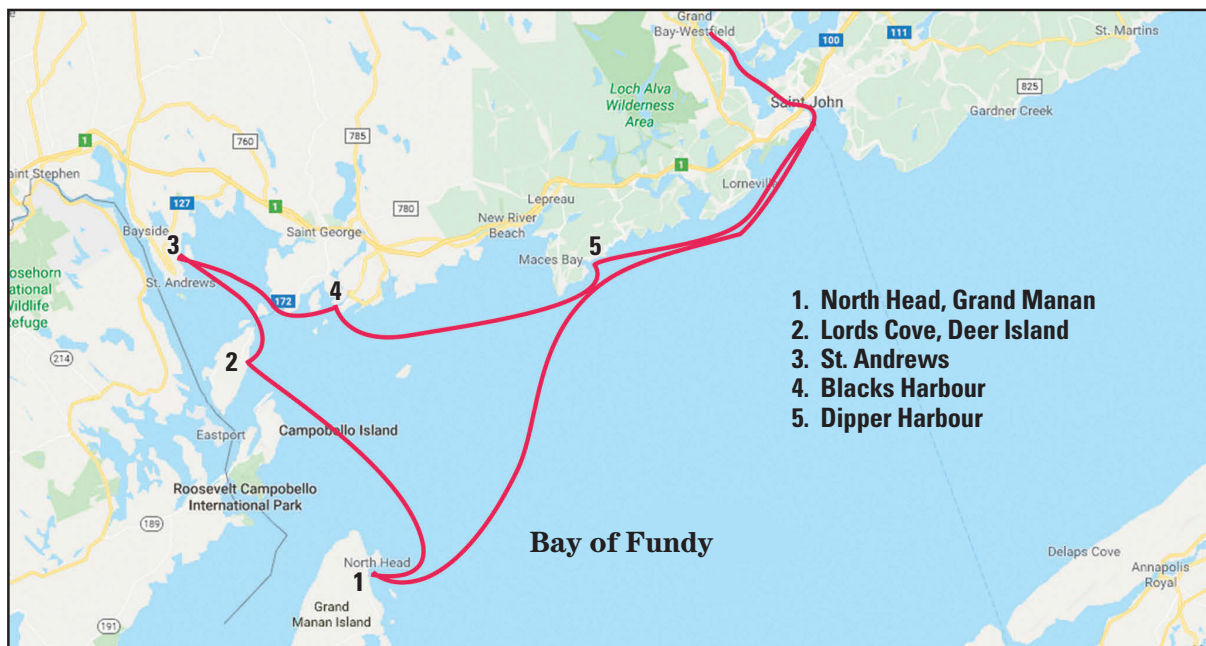 Grand
Bay-Westfield
100
111
St. Martins
Loch Alva
Wilderness
Area
Saint John
825
Gardner Creek
1
760
785
1
aint Stephen
127
1
780
Lepreau
Lorneville
Bayside
Saint George
New River
Beach
3
5
Maces Bay
osehorn
ational
Wildlife
Refuge
St. Andrews
172
4
1. North Head, Grand Manan
2. Lords Cove, Deer Island
3. St. Andrews
4. Blacks Harbour
5. Dipper Harbour
214
2
Eastport
Campobello Island
Roosevelt Campobello
International Park
189
Bay of Fundy
North Head
1
Delaps Cove
Annapolis
Royal
Grand
Manan Island
191